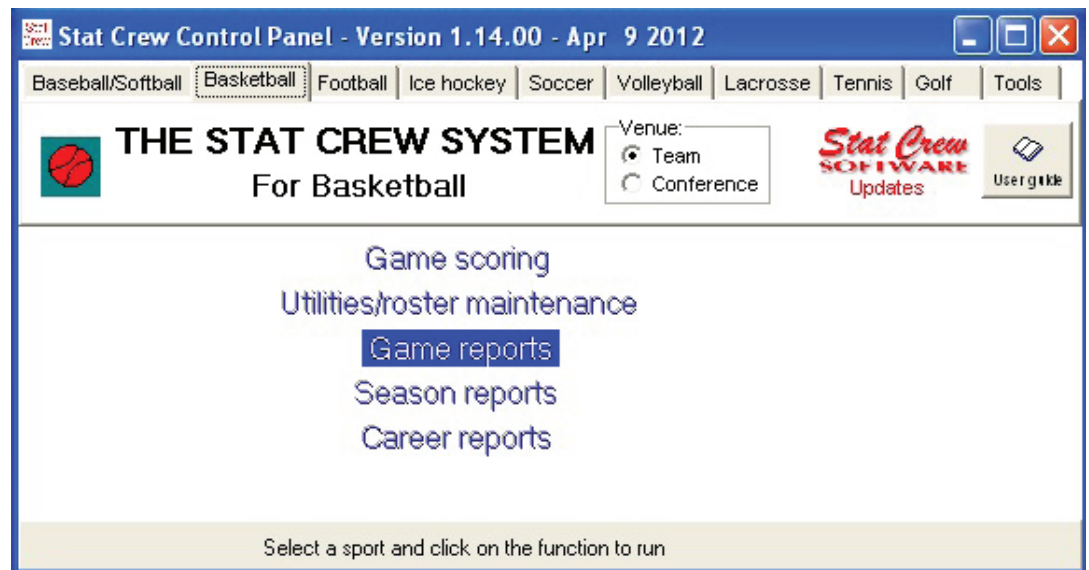 Stat Crew Control Panel - Version 1.14.00 - Apr 9 2012
Baseball/Softball Basketball Football Ice hockey Soccer Volleyball Lacrosse Tennis Golf Tools
THE STAT CREW SYSTEM
For Basketball
Venue:
Team
Conference
Stat Crew
SOFTWARE
Updates
User guide
Game scoring
Utilities/roster maintenance
Game reports
Season reports
Career reports
Select a sport and click on the function to run